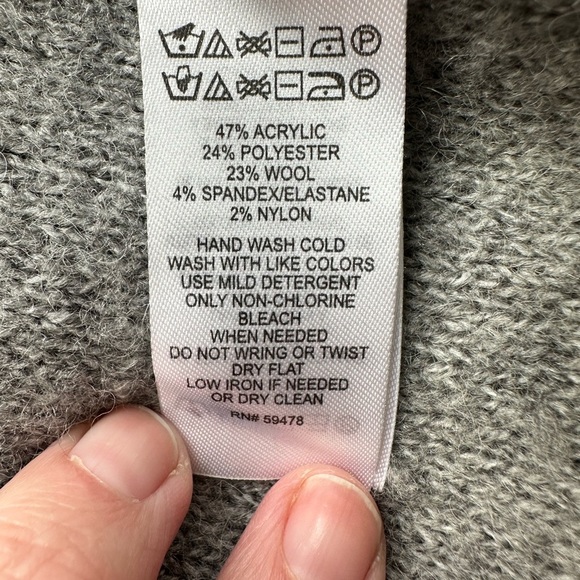 47% ACRYLIC
24% POLYESTER
23% WOOL
4% SPANDEX/ELASTANE
2% NYLON
HAND WASH COLD
WASH WITH LIKE COLORS
USE MILD DETERGENT
ONLY NON-CHLORINE
BLEACH
WHEN NEEDED
DO NOT WRING OR TWIST
DRY FLAT
LOW IRON IF NEEDED
OR DRY CLEAN
RN# 59478